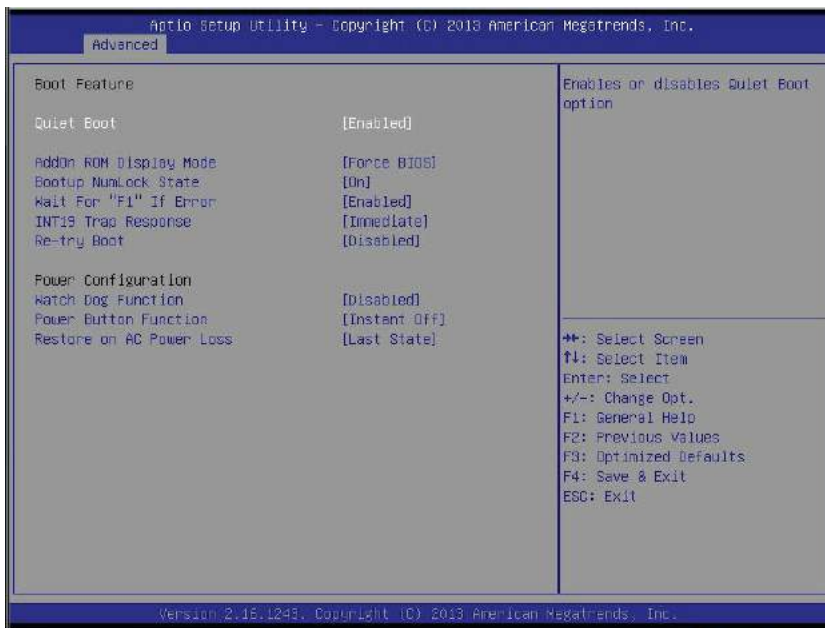 Aptio Setup Utility – Copyright (C) 2013 American Megatrends, Inc.
Advanced
Boot Feature
Quiet Boot [Enabled]
AddOn ROM Display Mode [Force BIOS]
Bootup NumLock State [On]
Wait For "F1" If Error [Enabled]
INT19 Trap Response [Immediate]
Re-try Boot [Disabled]
Power Configuration
Watch Dog Function [Disabled]
Power Button Function [Instant Off]
Restore on AC Power Loss [Last State]
Enables or disables Quiet Boot
option
→←: Select Screen
↑↓: Select Item
Enter: Select
+/-: Change Opt.
F1: General Help
F2: Previous Values
F3: Optimized Defaults
F4: Save & Exit
ESC: Exit
Version 2.16.1243. Copyright (C) 2013 American Megatrends, Inc.